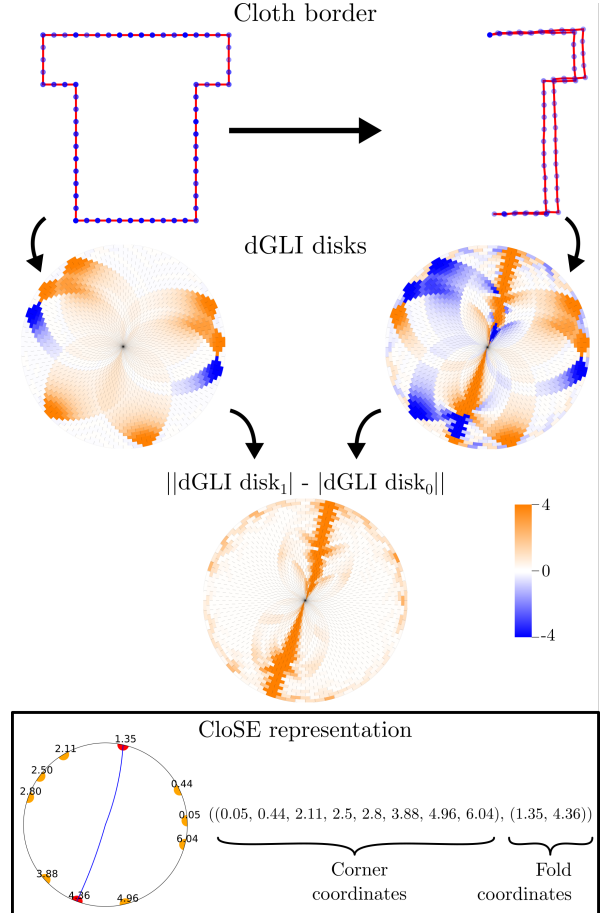 Cloth border
dGLI disks
||dGLI disk₁| - |dGLI disk₀||
4
0
-4
CloSE representation
1.35
2.11
2.50
2.80
0.44
0.05
6.04
3.88
4.36
4.96
((0.05, 0.44, 2.11, 2.5, 2.8, 3.88, 4.96, 6.04), (1.35, 4.36))
Corner
coordinates
Fold
coordinates